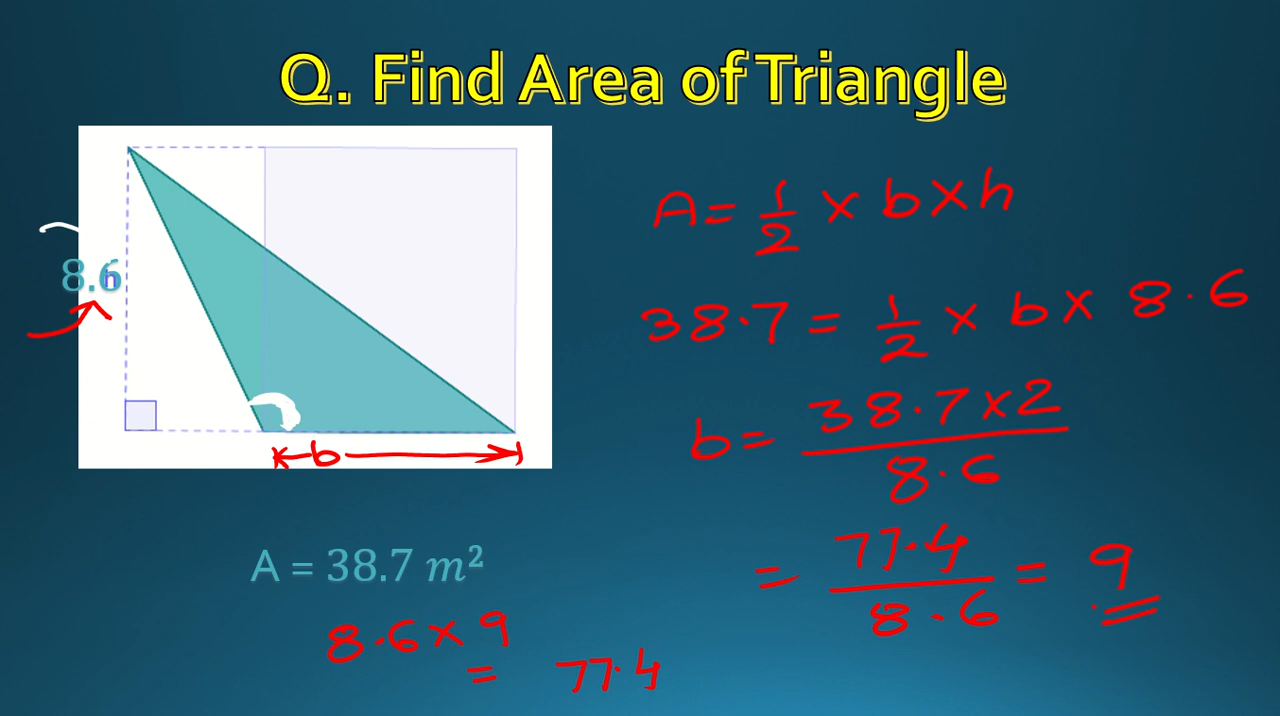 Q. Find Area of Triangle
A = 1/2 × b × h
8.6
38.7 = 1/2 × b × 8.6
b = 38.7 × 2 / 8.6
b
= 77.4 / 8.6 = 9
A = 38.7 m²
8.6 × 9
= 77.4